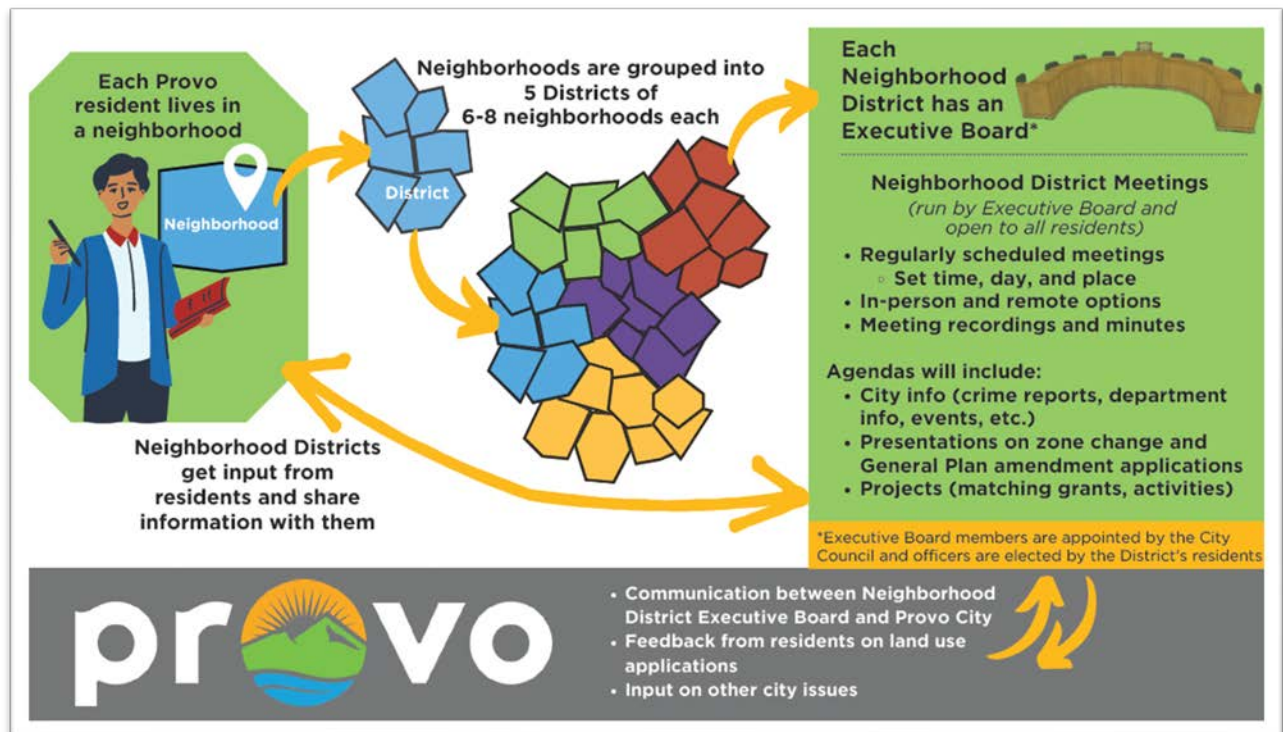 Each Provo
resident lives in
a neighborhood
Neighborhood
Neighborhoods are grouped into
5 Districts of
6-8 neighborhoods each
District
Neighborhood Districts
get input from
residents and share
information with them
Each
Neighborhood
District has an
Executive Board*
Neighborhood District Meetings
(run by Executive Board and
open to all residents)
• Regularly scheduled meetings
◦ Set time, day, and place
• In-person and remote options
• Meeting recordings and minutes
Agendas will include:
• City info (crime reports, department
info, events, etc.)
• Presentations on zone change and
General Plan amendment applications
• Projects (matching grants, activities)
*Executive Board members are appointed by the City
Council and officers are elected by the District's residents
provo
• Communication between Neighborhood
District Executive Board and Provo City
• Feedback from residents on land use
applications
• Input on other city issues